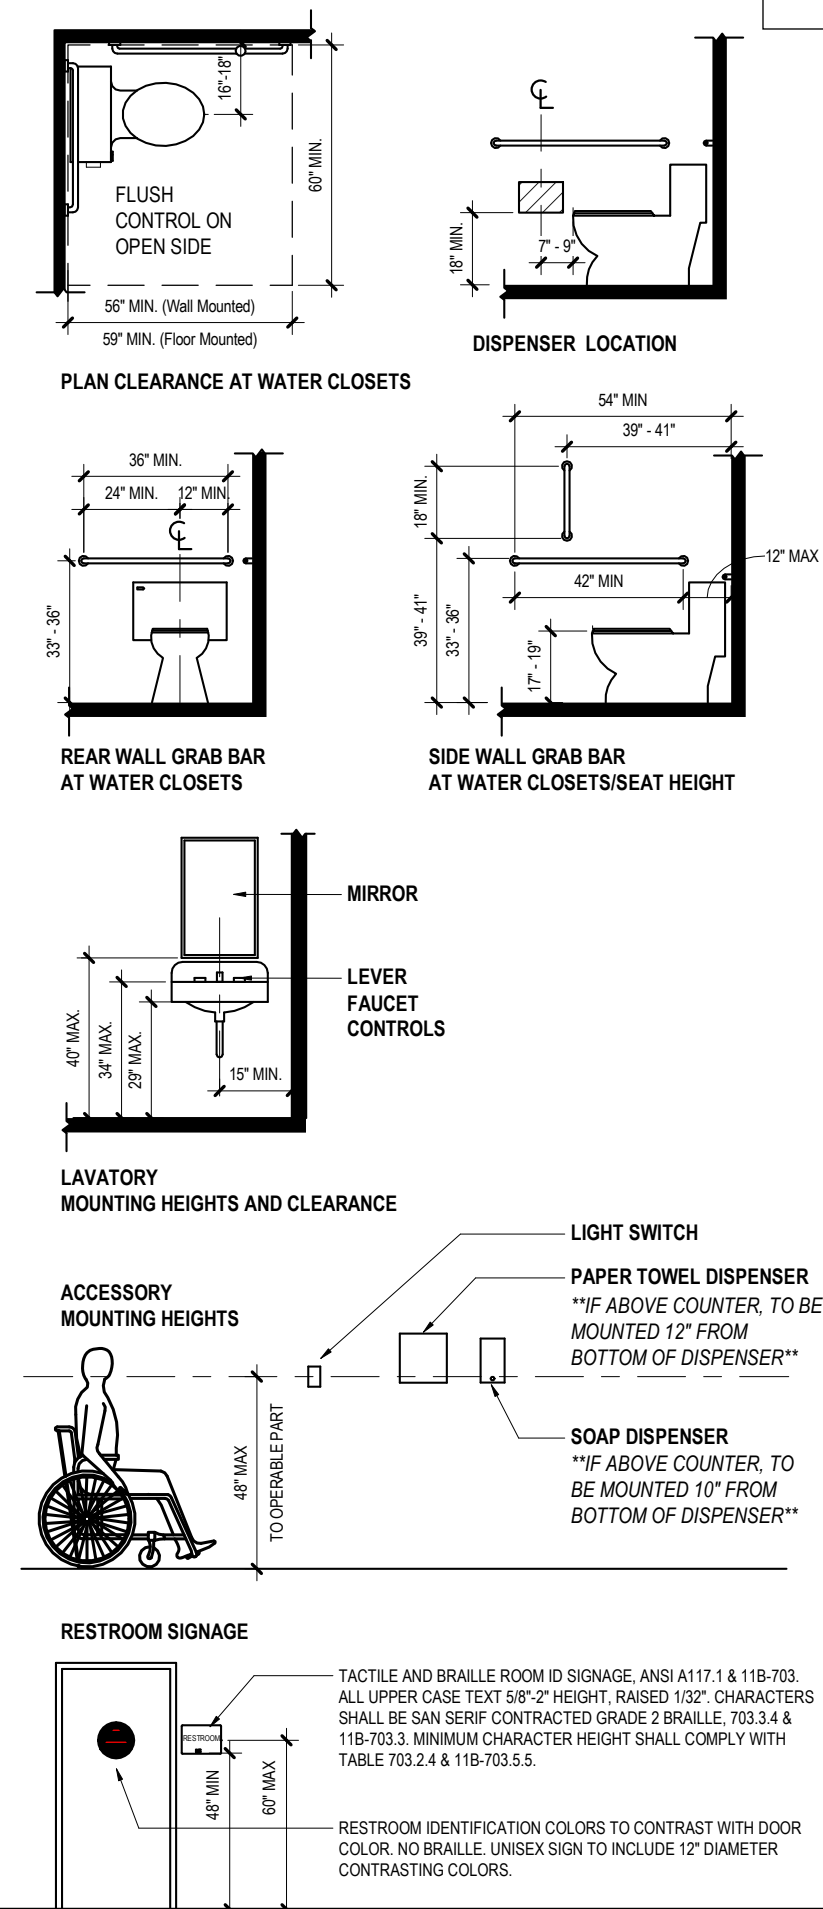 16"-18"
60" MIN.
FLUSH
CONTROL ON
OPEN SIDE
56" MIN. (Wall Mounted)
59" MIN. (Floor Mounted)
PLAN CLEARANCE AT WATER CLOSETS
CL
18" MIN.
7" - 9"
DISPENSER LOCATION
36" MIN.
24" MIN.
12" MIN.
CL
33" - 36"
REAR WALL GRAB BAR
AT WATER CLOSETS
54" MIN
39" - 41"
18" MIN.
12" MAX
42" MIN
39" - 41"
33" - 36"
17" - 19"
SIDE WALL GRAB BAR
AT WATER CLOSETS/SEAT HEIGHT
MIRROR
LEVER
FAUCET
CONTROLS
40" MAX.
34" MAX.
29" MAX.
15" MIN.
LAVATORY
MOUNTING HEIGHTS AND CLEARANCE
LIGHT SWITCH
PAPER TOWEL DISPENSER
**IF ABOVE COUNTER, TO BE
MOUNTED 12" FROM
BOTTOM OF DISPENSER**
ACCESSORY
MOUNTING HEIGHTS
48" MAX
TO OPERABLE PART
SOAP DISPENSER
**IF ABOVE COUNTER, TO
BE MOUNTED 10" FROM
BOTTOM OF DISPENSER**
RESTROOM SIGNAGE
TACTILE AND BRAILLE ROOM ID SIGNAGE, ANSI A117.1 & 11B-703.
ALL UPPER CASE TEXT 5/8"-2" HEIGHT, RAISED 1/32". CHARACTERS
SHALL BE SAN SERIF CONTRACTED GRADE 2 BRAILLE, 703.3.4 &
11B-703.3. MINIMUM CHARACTER HEIGHT SHALL COMPLY WITH
TABLE 703.2.4 & 11B-703.5.5.
RESTROOM
48" MIN
60" MAX
RESTROOM IDENTIFICATION COLORS TO CONTRAST WITH DOOR
COLOR. NO BRAILLE. UNISEX SIGN TO INCLUDE 12" DIAMETER
CONTRASTING COLORS.